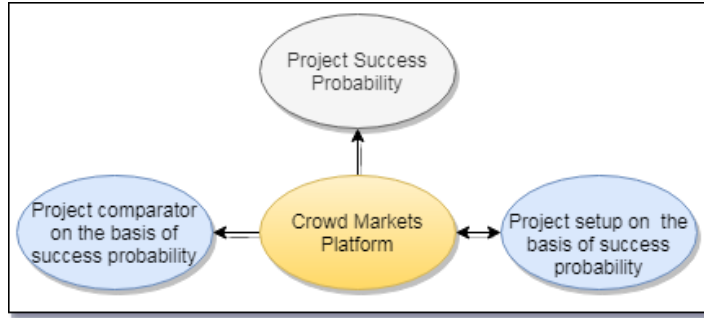 Project Success
Probability
Project comparator
on the basis of
success probability
Crowd Markets
Platform
Project setup on the
basis of success
probability